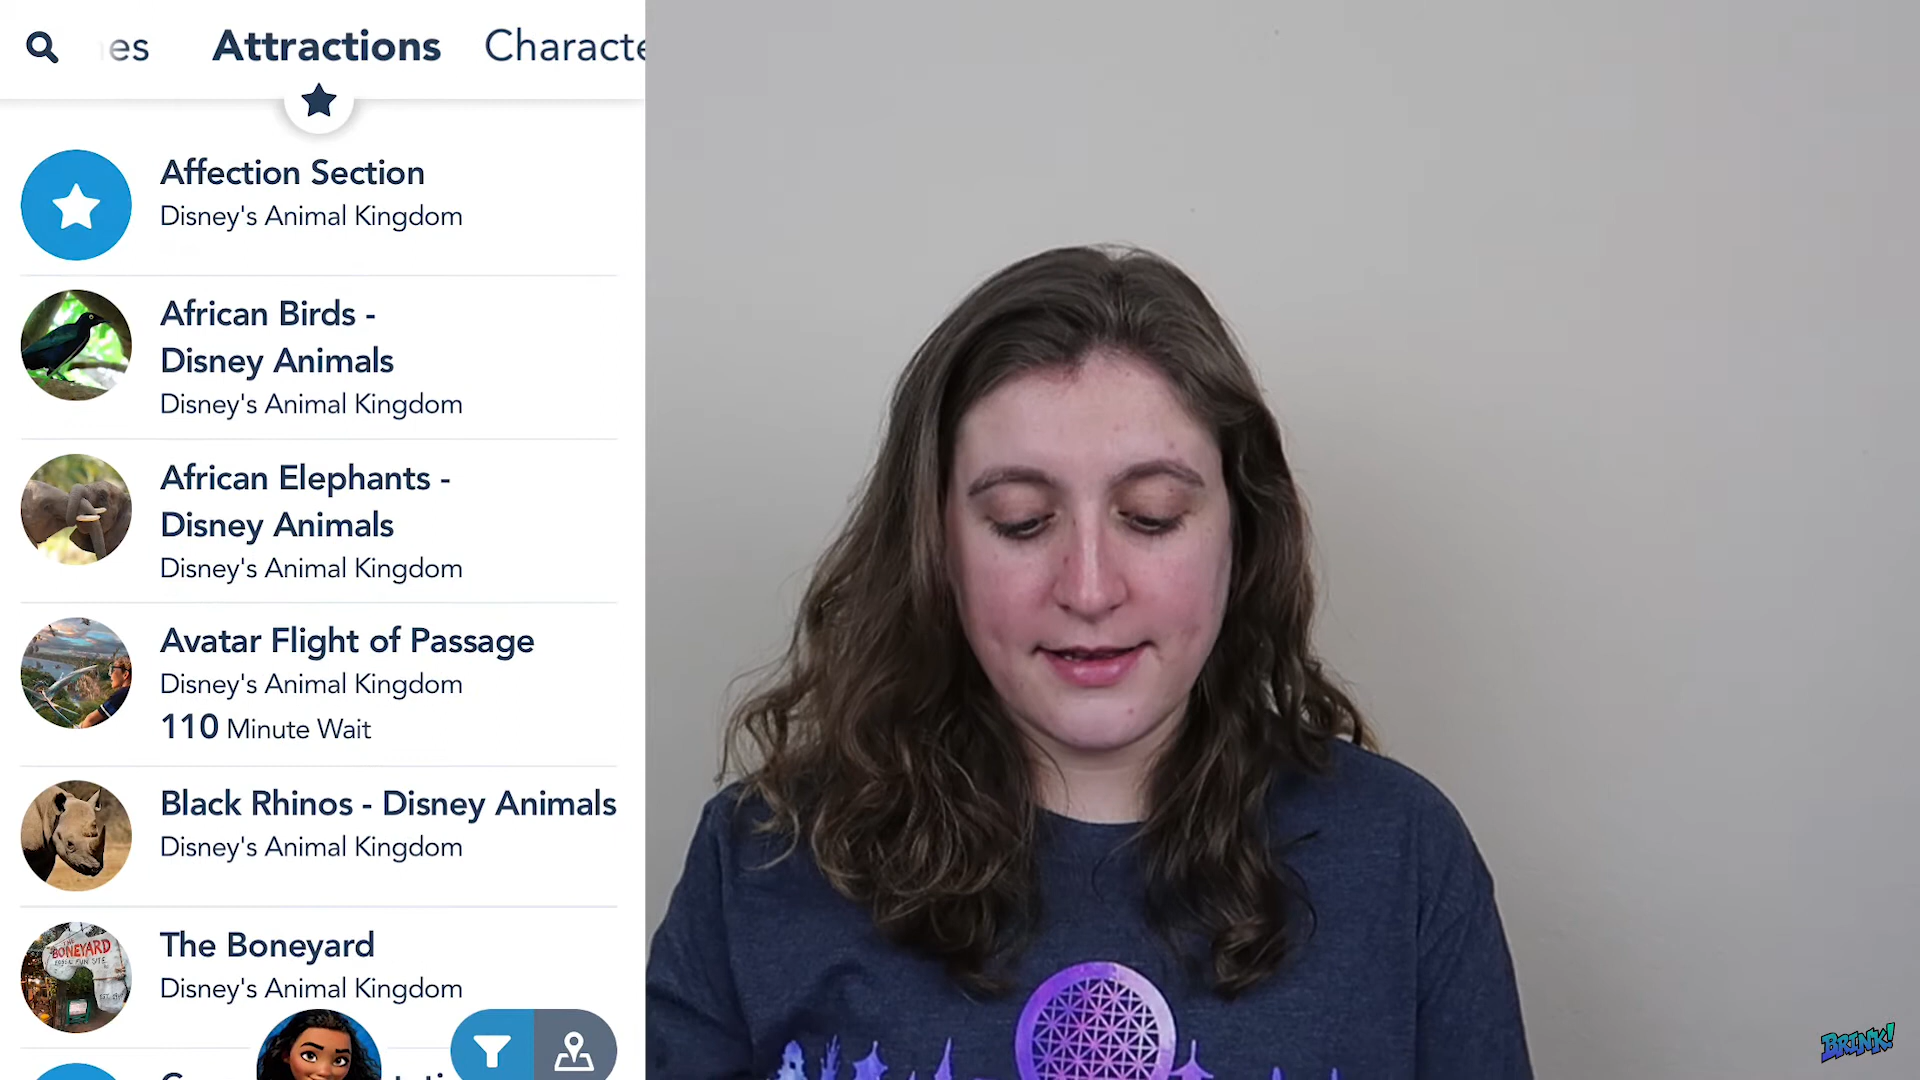 es
Attractions
Characte
Affection Section
Disney's Animal Kingdom
African Birds -
Disney Animals
Disney's Animal Kingdom
African Elephants -
Disney Animals
Disney's Animal Kingdom
Avatar Flight of Passage
Disney's Animal Kingdom
110 Minute Wait
Black Rhinos - Disney Animals
Disney's Animal Kingdom
THE
BONEYARD
The Boneyard
Disney's Animal Kingdom
BRINK!